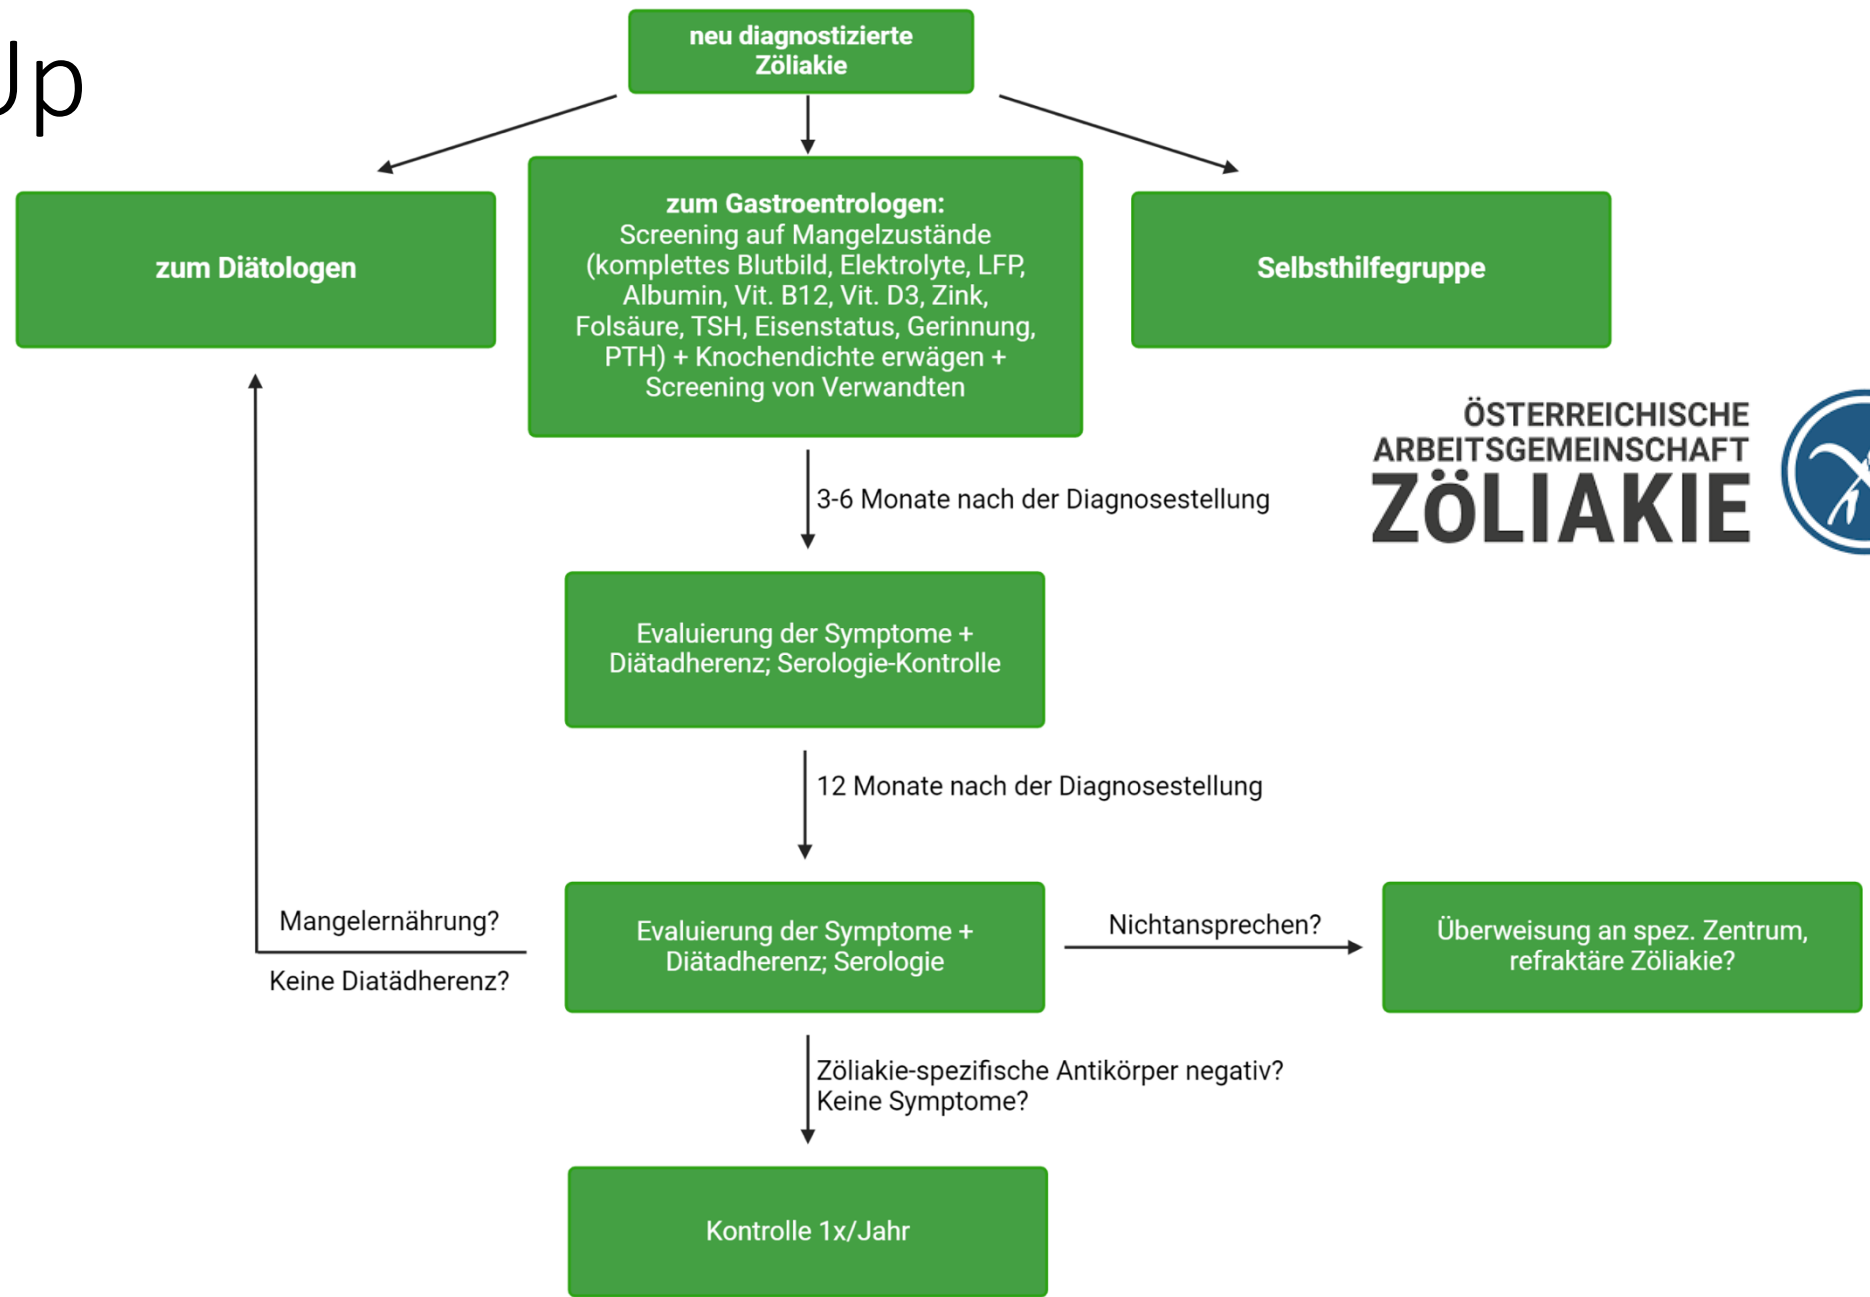 Up
neu diagnostizierte
Zöliakie
zum Diätologen
zum Gastroentrologen:
Screening auf Mangelzustände
(komplettes Blutbild, Elektrolyte, LFP,
Albumin, Vit. B12, Vit. D3, Zink,
Folsäure, TSH, Eisenstatus, Gerinnung,
PTH) + Knochendichte erwägen +
Screening von Verwandten
Selbsthilfegruppe
ÖSTERREICHISCHE
ARBEITSGEMEINSCHAFT
ZÖLIAKIE
3-6 Monate nach der Diagnosestellung
Evaluierung der Symptome +
Diätadherenz; Serologie-Kontrolle
12 Monate nach der Diagnosestellung
Mangelernährung?
Keine Diatädherenz?
Evaluierung der Symptome +
Diätadherenz; Serologie
Nichtansprechen?
Überweisung an spez. Zentrum,
refraktäre Zöliakie?
Zöliakie-spezifische Antikörper negativ?
Keine Symptome?
Kontrolle 1x/Jahr